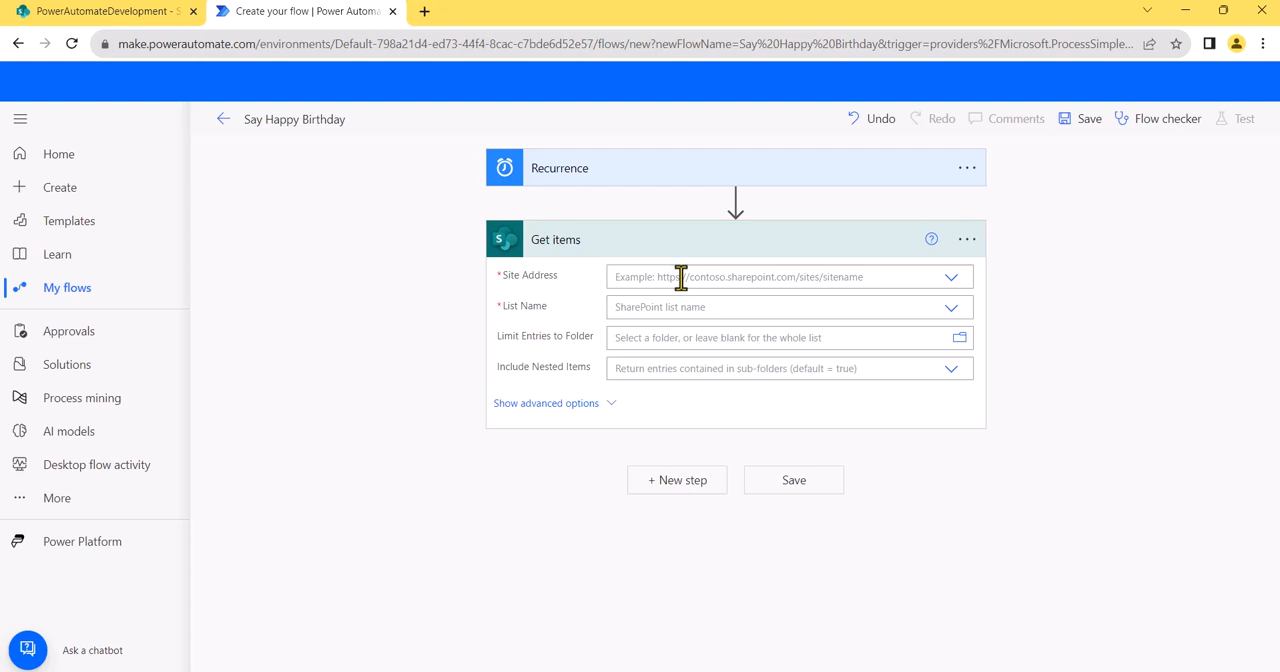 PowerAutomateDevelopment - S
Create your flow | Power Automa
make.powerautomate.com/environments/Default-798a21d4-ed73-44f4-8cac-c7bde6d52e57/flows/new?newFlowName=Say%20Happy%20Birthday&trigger=providers%2FMicrosoft.ProcessSimple...
Say Happy Birthday
Undo
Redo
Comments
Save
Flow checker
Test
Home
Create
Templates
Learn
My flows
Approvals
Solutions
Process mining
AI models
Desktop flow activity
More
Power Platform
Ask a chatbot
Recurrence
S
Get items
* Site Address
Example: https://contoso.sharepoint.com/sites/sitename
* List Name
SharePoint list name
Limit Entries to Folder
Select a folder, or leave blank for the whole list
Include Nested Items
Return entries contained in sub-folders (default = true)
Show advanced options
+ New step
Save